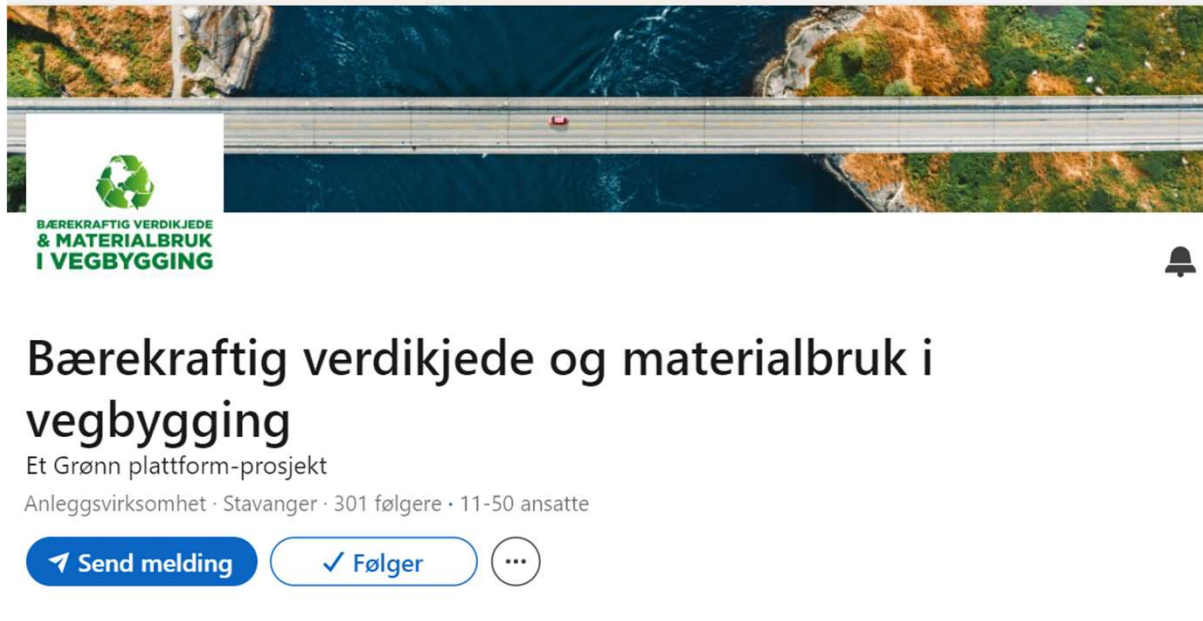 BÆREKRAFTIG VERDIKJEDE
& MATERIALBRUK
I VEGBYGGING
Bærekraftig verdikjede og materialbruk i
vegbygging
Et Grønn plattform-prosjekt
Anleggsvirksomhet · Stavanger · 301 følgere · 11-50 ansatte
Send melding
Følger